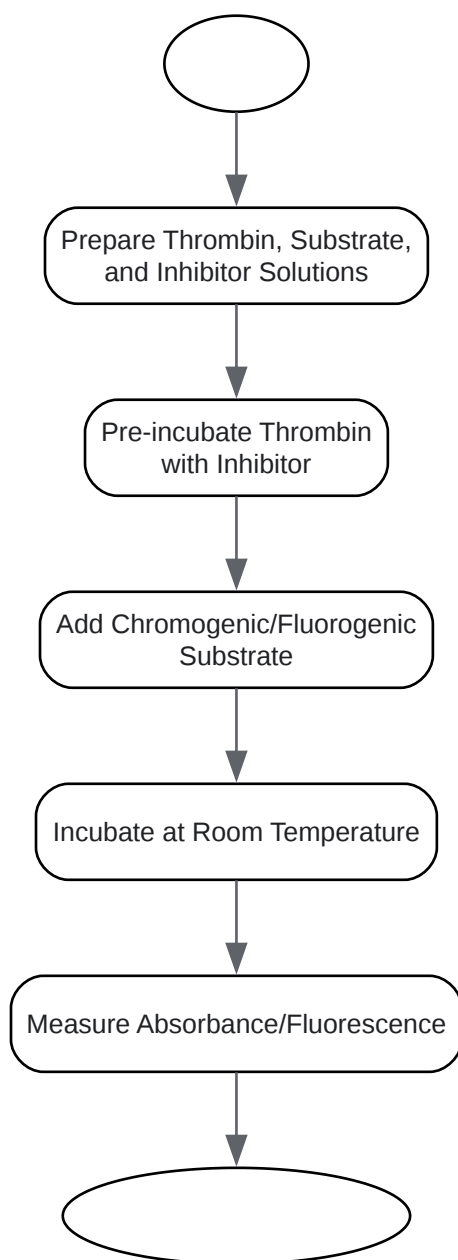 Prepare Thrombin, Substrate,
and Inhibitor Solutions
Pre-incubate Thrombin
with Inhibitor
Add Chromogenic/Fluorogenic
Substrate
Incubate at Room Temperature
Measure Absorbance/Fluorescence